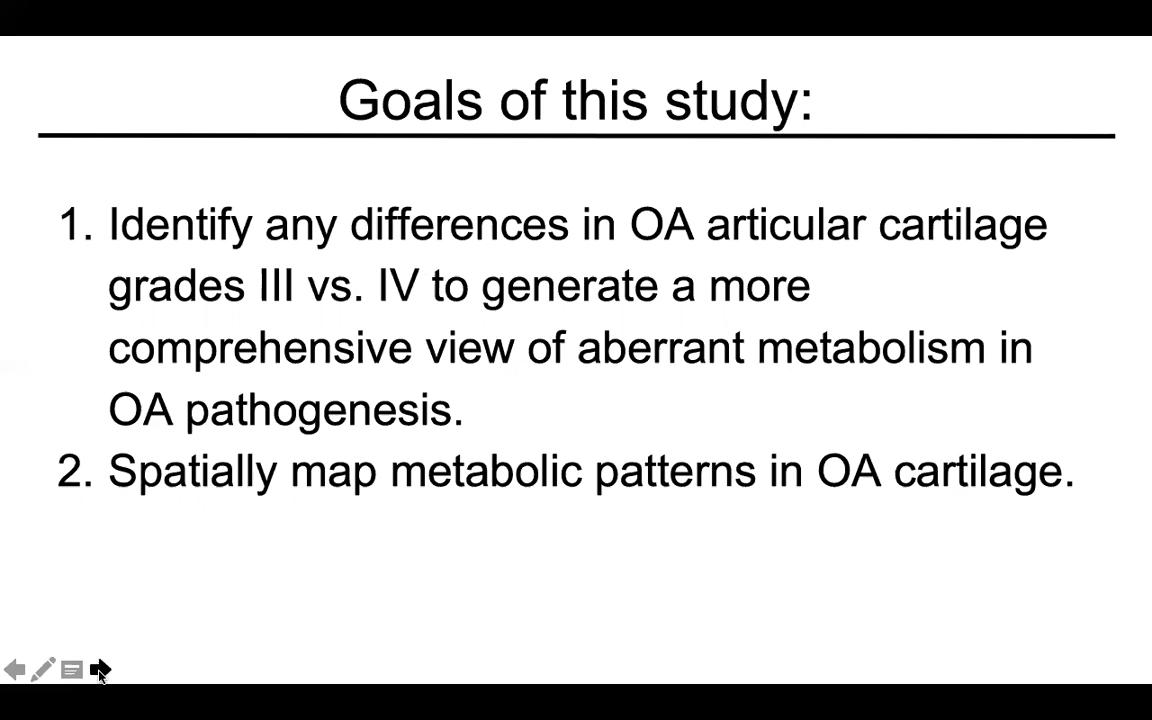 Goals of this study:
1. Identify any differences in OA articular cartilage
grades III vs. IV to generate a more
comprehensive view of aberrant metabolism in
OA pathogenesis.
2. Spatially map metabolic patterns in OA cartilage.